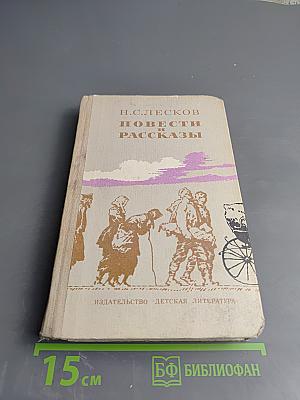 Н.С.ЛЕСКОВ
ПОВЕСТИ
И
РАССКАЗЫ
ИЗДАТЕЛЬСТВО ДЕТСКАЯ ЛИТЕРАТУРА
15 см
БФ БИБЛИОФАН